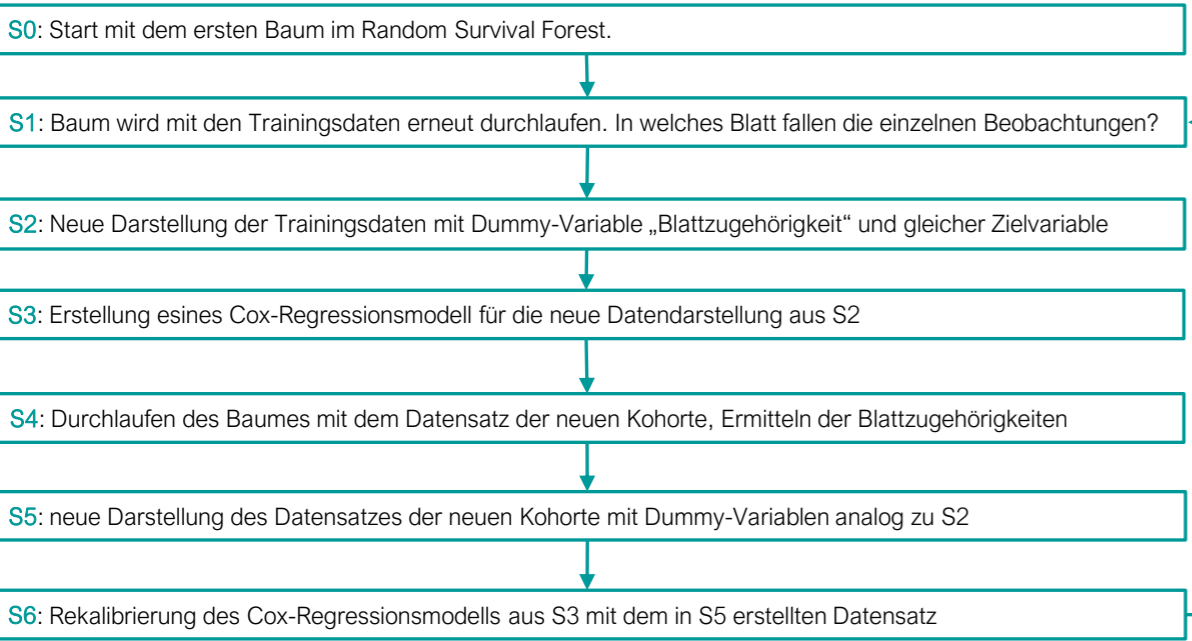 S0: Start mit dem ersten Baum im Random Survival Forest.
S1: Baum wird mit den Trainingsdaten erneut durchlaufen. In welches Blatt fallen die einzelnen Beobachtungen?
S2: Neue Darstellung der Trainingsdaten mit Dummy-Variable „Blattzugehörigkeit“ und gleicher Zielvariable
S3: Erstellung esines Cox-Regressionsmodell für die neue Datendarstellung aus S2
S4: Durchlaufen des Baumes mit dem Datensatz der neuen Kohorte, Ermitteln der Blattzugehörigkeiten
S5: neue Darstellung des Datensatzes der neuen Kohorte mit Dummy-Variablen analog zu S2
S6: Rekalibrierung des Cox-Regressionsmodells aus S3 mit dem in S5 erstellten Datensatz